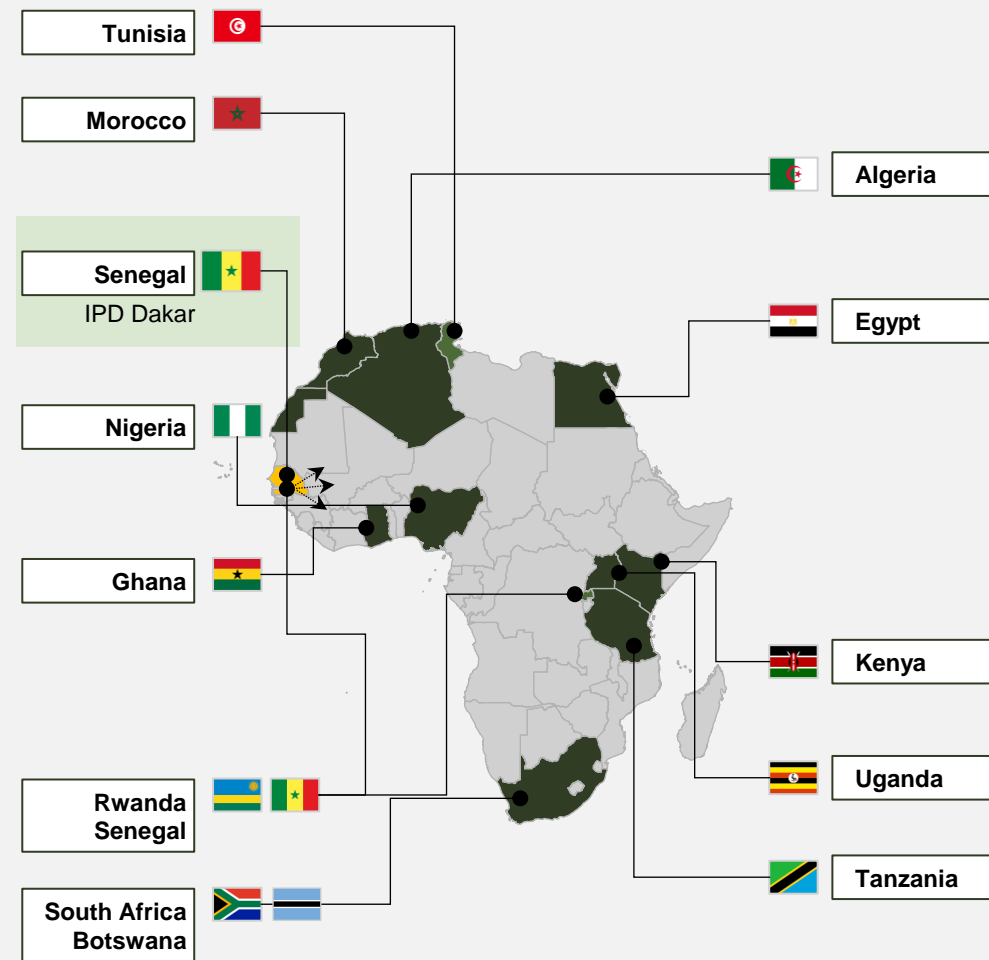 Tunisia
Morocco
Algeria
Senegal
IPD Dakar
Egypt
Nigeria
Ghana
Kenya
Rwanda
Senegal
Uganda
South Africa
Botswana
Tanzania